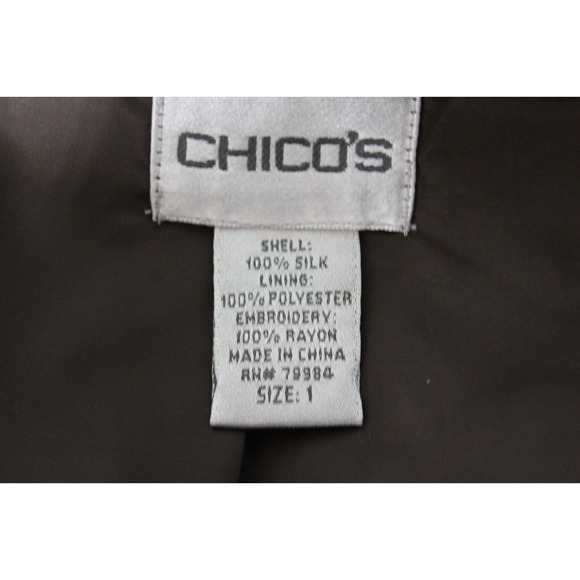 CHICO'S
SHELL:
100% SILK
LINING:
100% POLYESTER
EMBROIDERY:
100% RAYON
MADE IN CHINA
RN# 79984
SIZE: 1